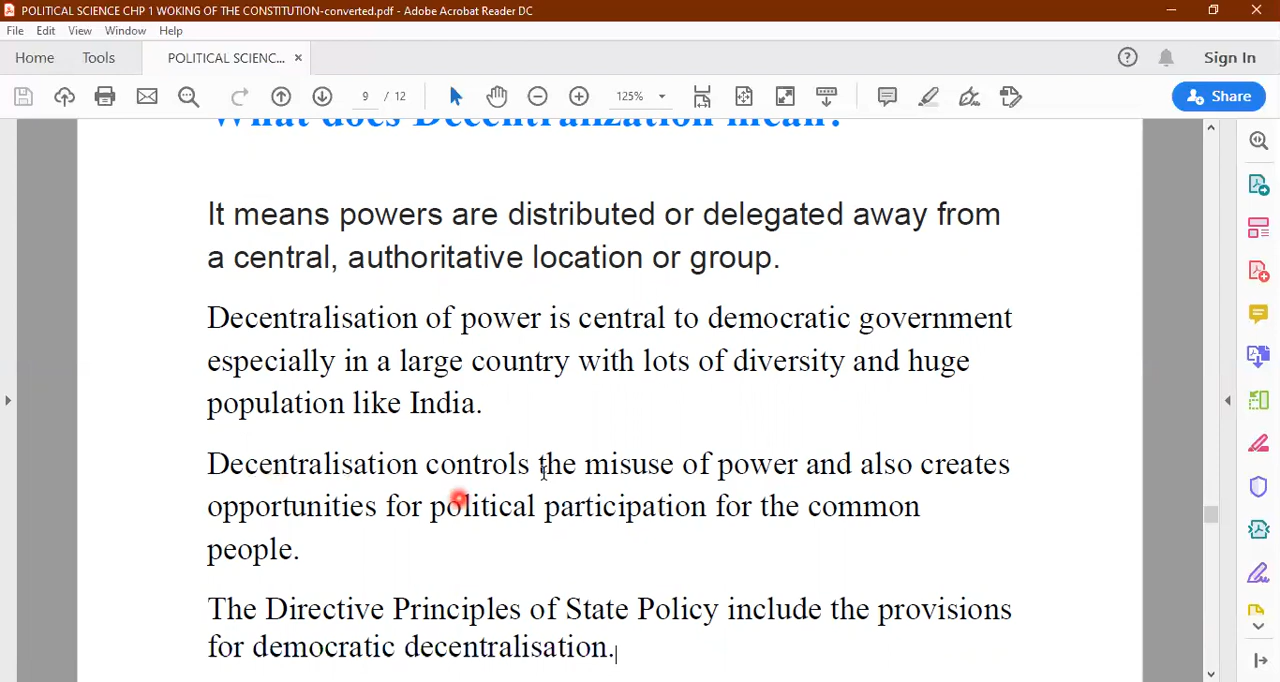 POLITICAL SCIENCE CHP 1 WOKING OF THE CONSTITUTION-converted.pdf - Adobe Acrobat Reader DC
File Edit View Window Help
Home Tools POLITICAL SCIENC... × Sign In
9 / 12 125% Share
What does Decentralization mean?
It means powers are distributed or delegated away from
a central, authoritative location or group.
Decentralisation of power is central to democratic government
especially in a large country with lots of diversity and huge
population like India.
Decentralisation controls the misuse of power and also creates
opportunities for political participation for the common
people.
The Directive Principles of State Policy include the provisions
for democratic decentralisation.